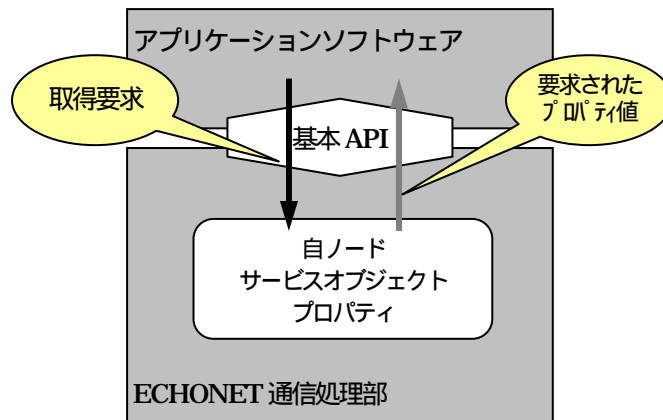 アプリケーションソフトウェア
取得要求
要求された
プロパティ値
基本 API
自ノード
サービスオブジェクト
プロパティ
ECHONET 通信処理部